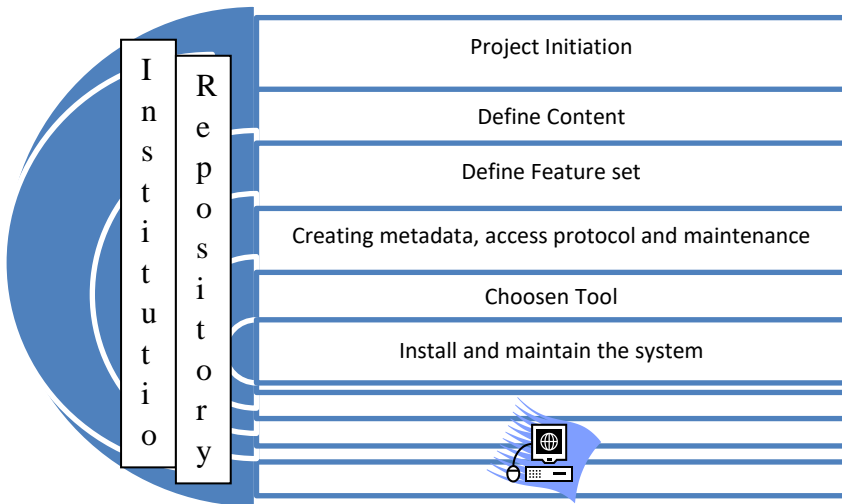 Institutio
Repository
Project Initiation
Define Content
Define Feature set
Creating metadata, access protocol and maintenance
Choosen Tool
Install and maintain the system